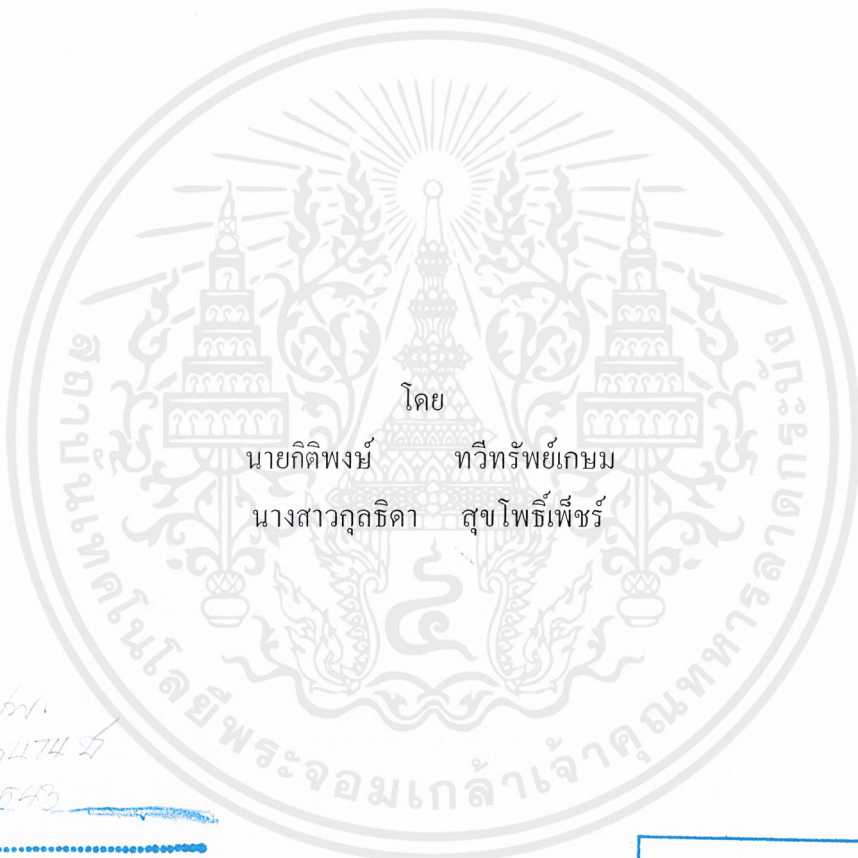 โดย
นายกิติพงษ์ ทวีทรัพย์เกษม
นางสาวกุลธิดา สุขโพธิ์เพ็ชร์
สถาบันเทคโนโลยีพระจอมเกล้าเจ้าคุณทหารลาดกระบัง